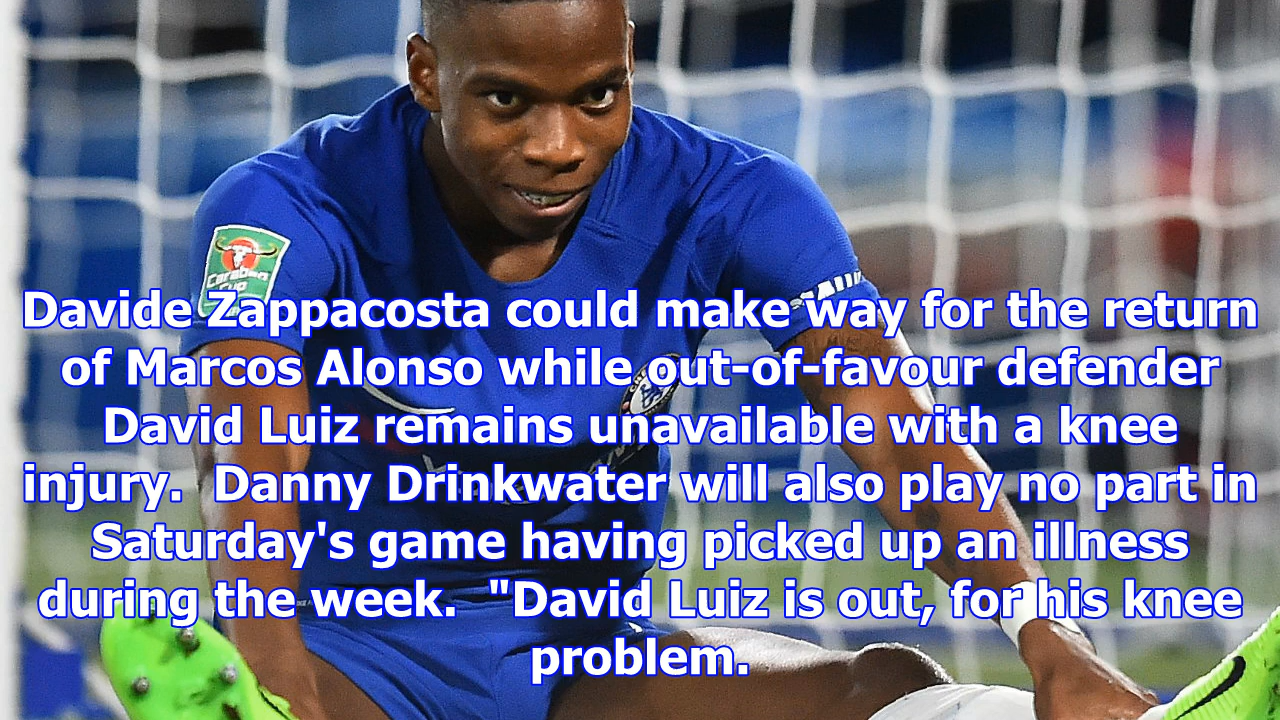 Carabao
Cup
Davide Zappacosta could make way for the return
of Marcos Alonso while out-of-favour defender
David Luiz remains unavailable with a knee
injury.  Danny Drinkwater will also play no part in
Saturday's game having picked up an illness
during the week.  "David Luiz is out, for his knee
problem.